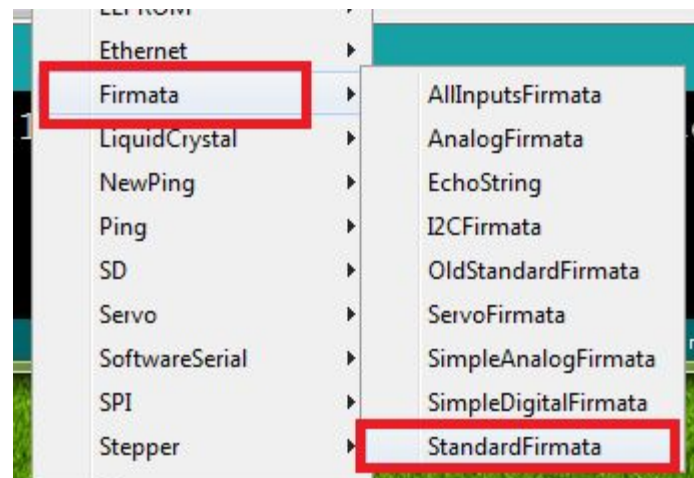 EEPROM
Ethernet
Firmata
LiquidCrystal
NewPing
Ping
SD
Servo
SoftwareSerial
SPI
Stepper
AllInputsFirmata
AnalogFirmata
EchoString
I2CFirmata
OldStandardFirmata
ServoFirmata
SimpleAnalogFirmata
SimpleDigitalFirmata
StandardFirmata